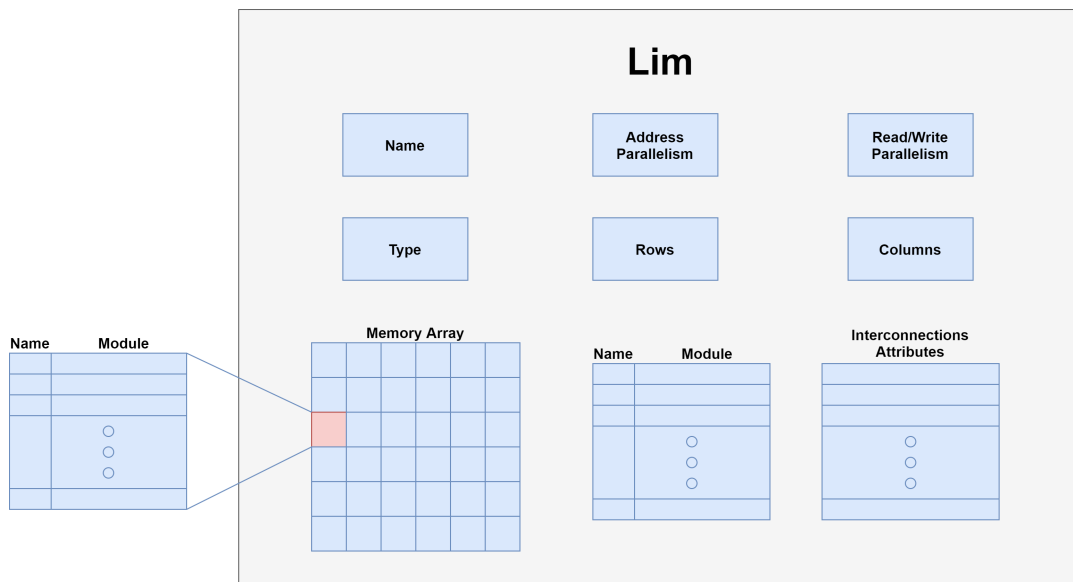 Lim
Name
Address
Parallelism
Read/Write
Parallelism
Type
Rows
Columns
Name Module
Memory Array
Name Module
Interconnections
Attributes